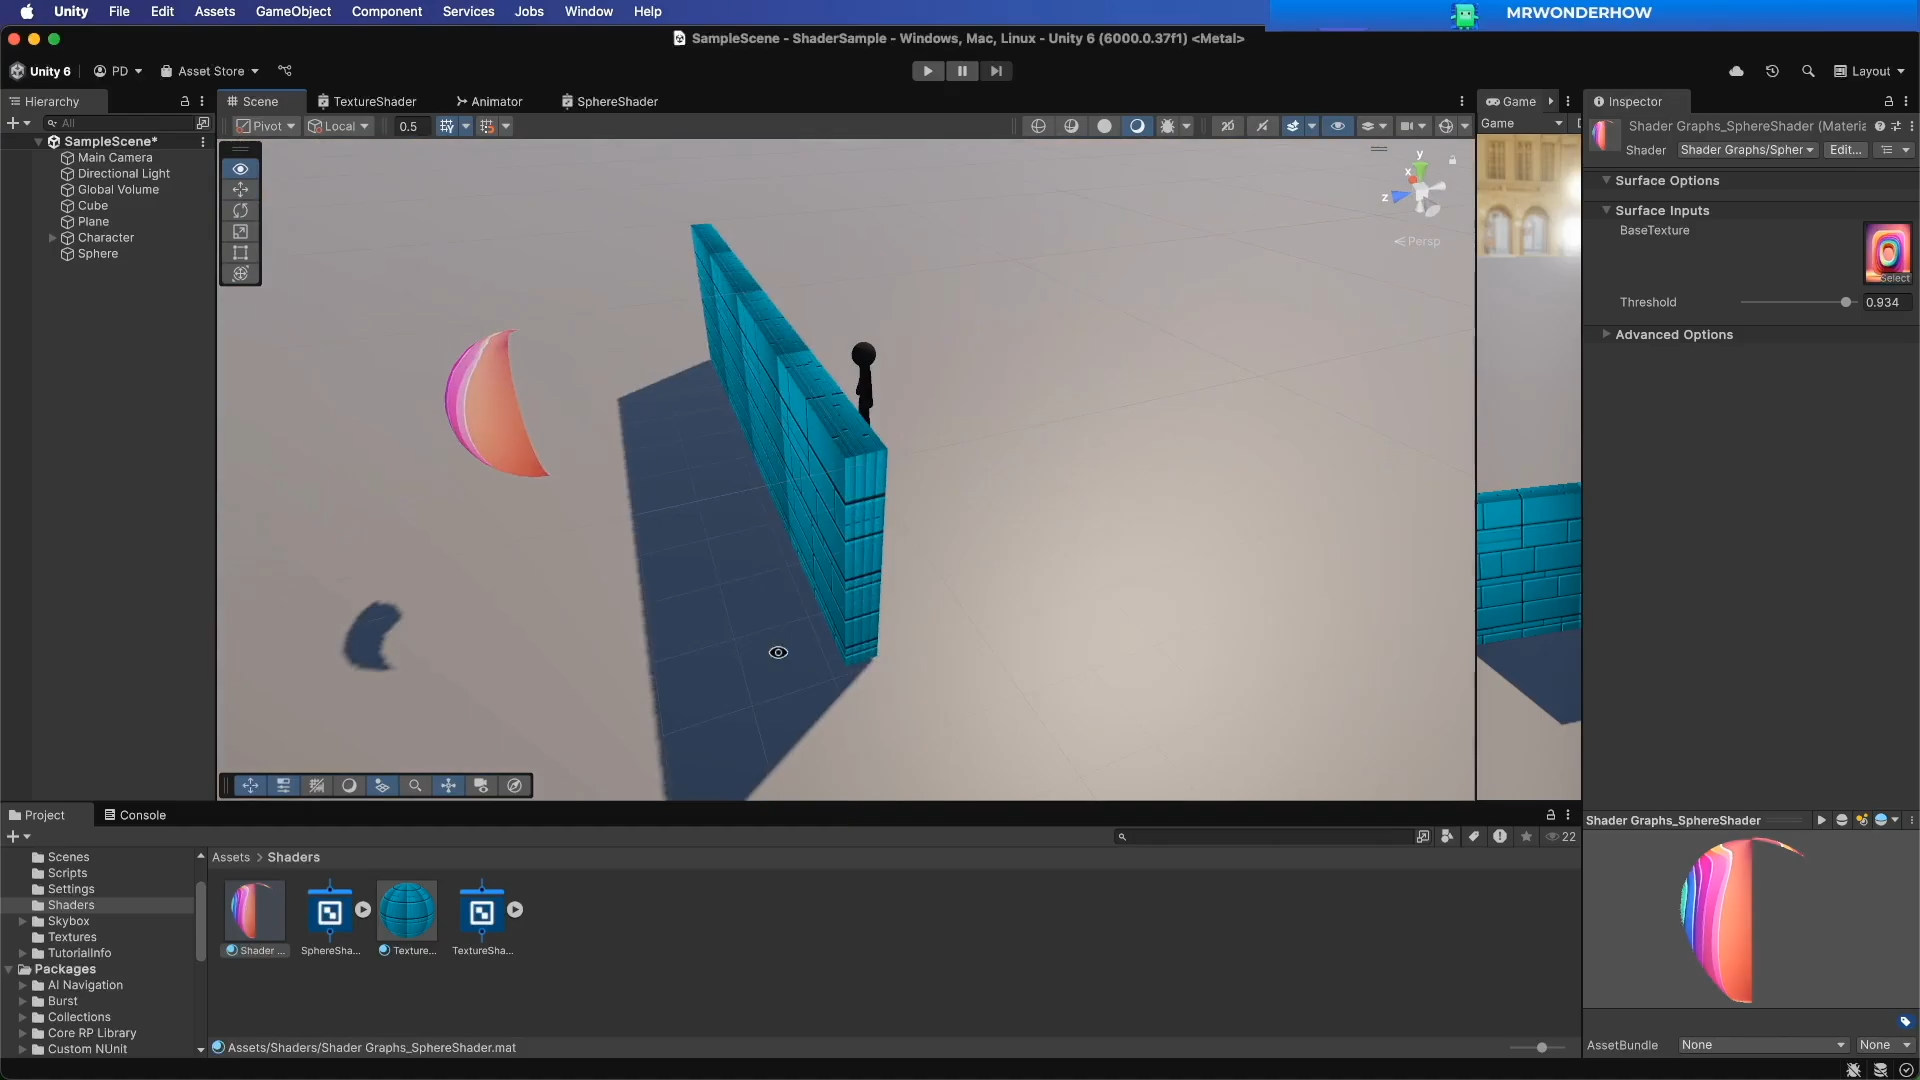 Unity File Edit Assets GameObject Component Services Jobs Window Help
MRWONDERHOW
SampleScene - ShaderSample - Windows, Mac, Linux - Unity 6 (6000.0.37f1) <Metal>
Unity 6 PD Asset Store Layout
Hierarchy
Scene TextureShader Animator SphereShader
Game
Inspector
All
Pivot Local 0.5 2D
Game
SampleScene*
Main Camera
Directional Light
Global Volume
Cube
Plane
Character
Sphere
y
x
z
Persp
Shader Graphs_SphereShader (Materia
Shader Shader Graphs/Spher Edit...
Surface Options
Surface Inputs
BaseTexture
Select
Threshold 0.934
Advanced Options
Project Console
22
Scenes
Scripts
Settings
Shaders
Skybox
Textures
TutorialInfo
Packages
AI Navigation
Burst
Collections
Core RP Library
Custom NUnit
Assets > Shaders
Shader ... SphereSha... Texture... TextureSha...
Assets/Shaders/Shader Graphs_SphereShader.mat
Shader Graphs_SphereShader
AssetBundle None None